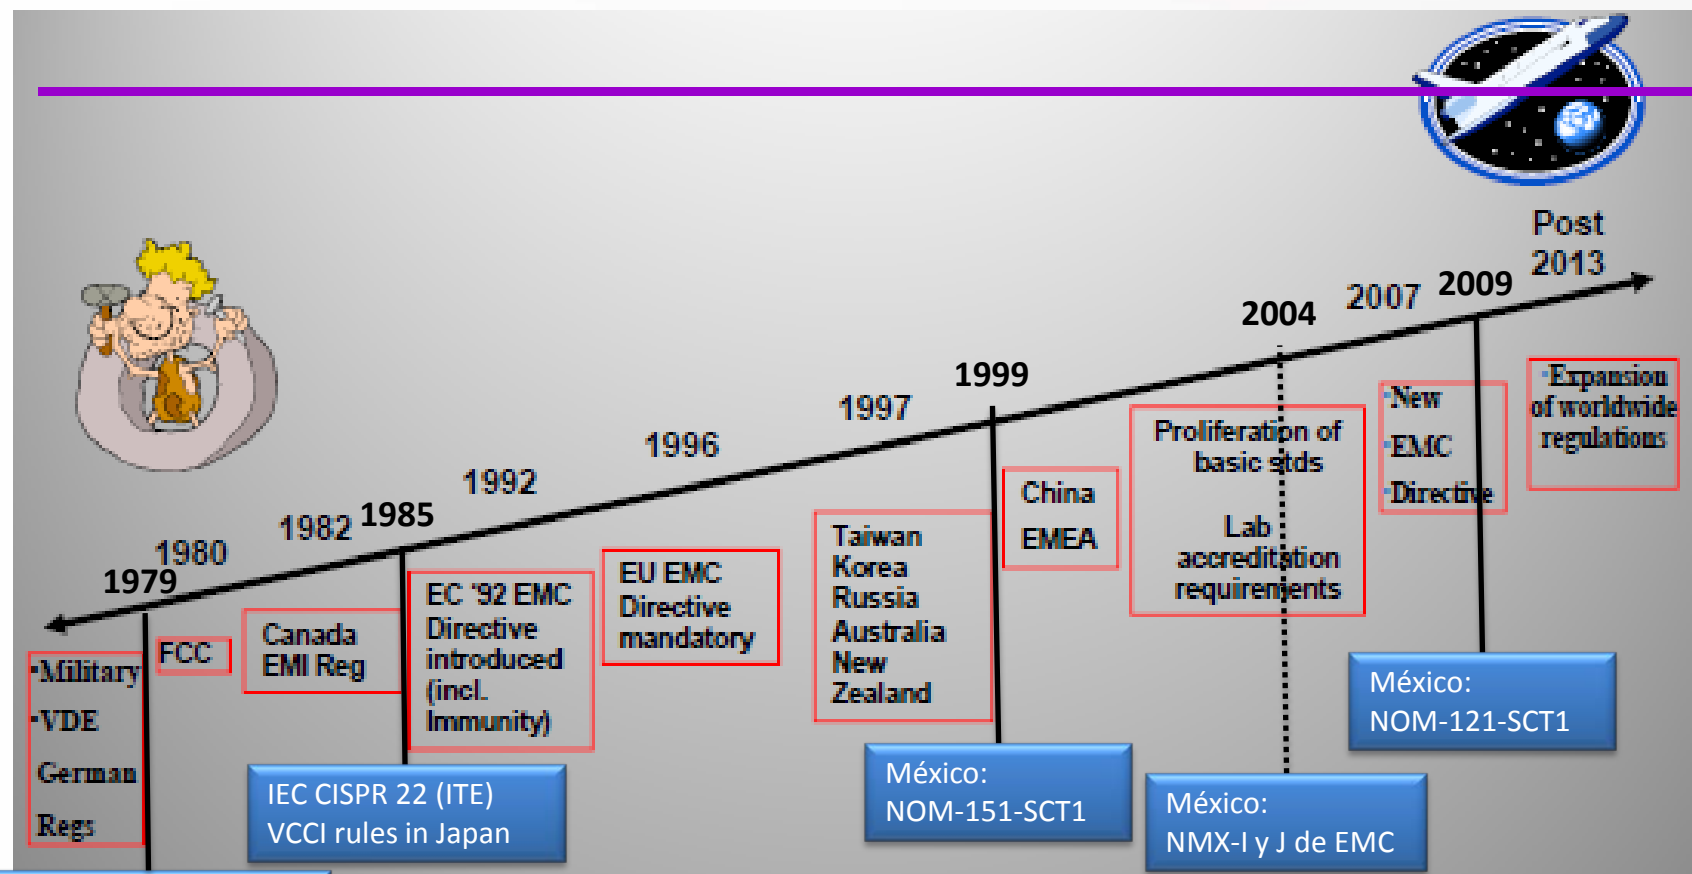 Post
2013
2009
2007
2004
1999
1997
1996
1992
1985
1982
1980
1979
▪Military
▪VDE
German
Regs
FCC
Canada
EMI Reg
EC '92 EMC
Directive
introduced
(incl.
Immunity)
EU EMC
Directive
mandatory
Taiwan
Korea
Russia
Australia
New
Zealand
China
EMEA
Proliferation of
basic stds
Lab
accreditation
requirements
▪New
▪EMC
▪Directive
▪Expansion
of worldwide
regulations
IEC CISPR 22 (ITE)
VCCI rules in Japan
México:
NOM-151-SCT1
México:
NMX-I y J de EMC
México:
NOM-121-SCT1